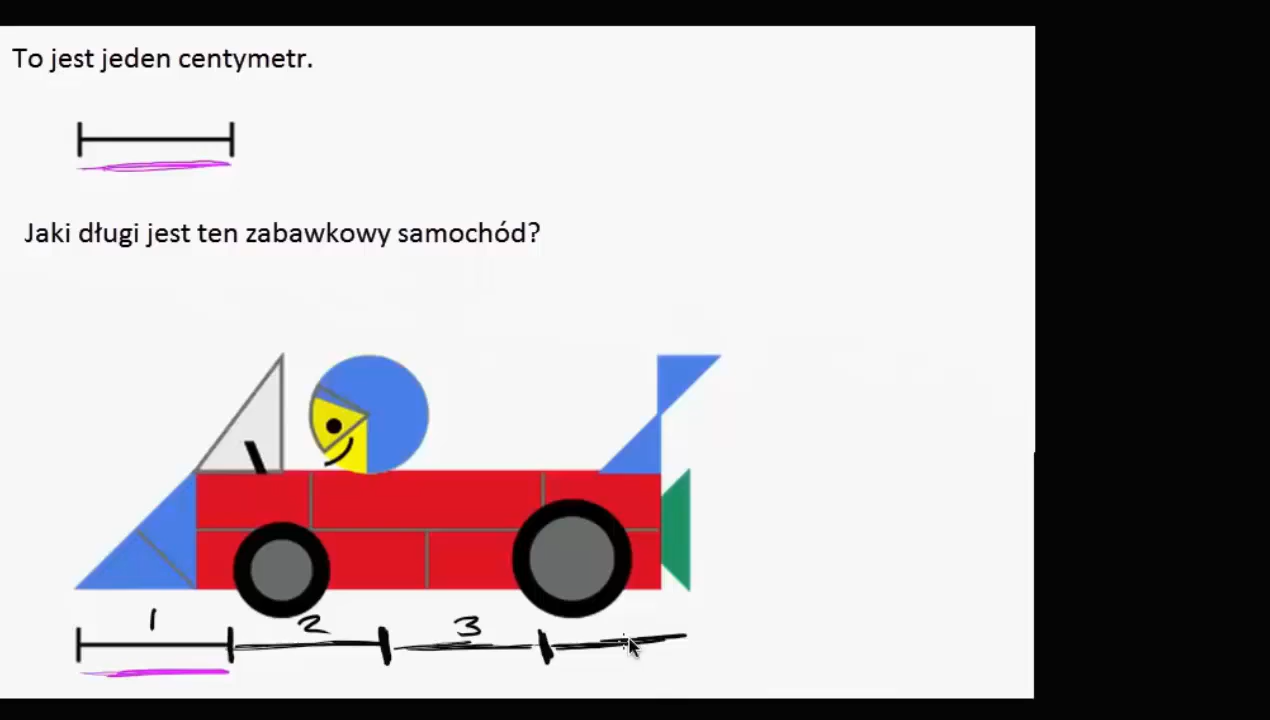 To jest jeden centymetr.
Jaki długi jest ten zabawkowy samochód?
1 2 3